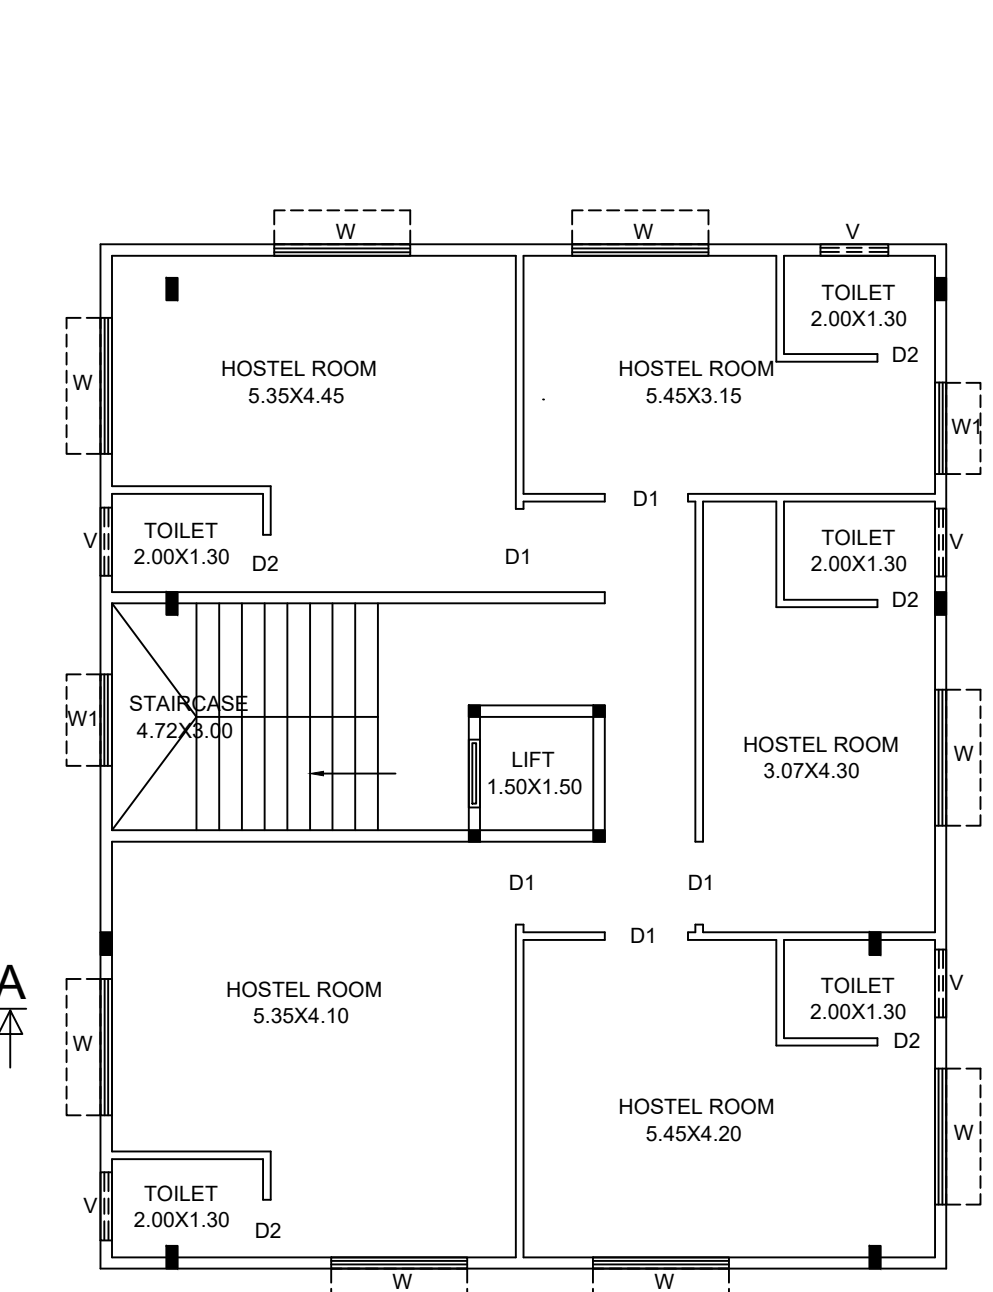 W
W
V
TOILET
2.00X1.30
D2
HOSTEL ROOM
5.35X4.45
HOSTEL ROOM
5.45X3.15
W
W1
D1
TOILET
2.00X1.30
D2
V
D1
TOILET
2.00X1.30
D2
V
STAIRCASE
4.72X3.00
W1
LIFT
1.50X1.50
HOSTEL ROOM
3.07X4.30
W
D1
D1
D1
A
HOSTEL ROOM
5.35X4.10
W
TOILET
2.00X1.30
D2
V
HOSTEL ROOM
5.45X4.20
W
TOILET
2.00X1.30
D2
V
W
W